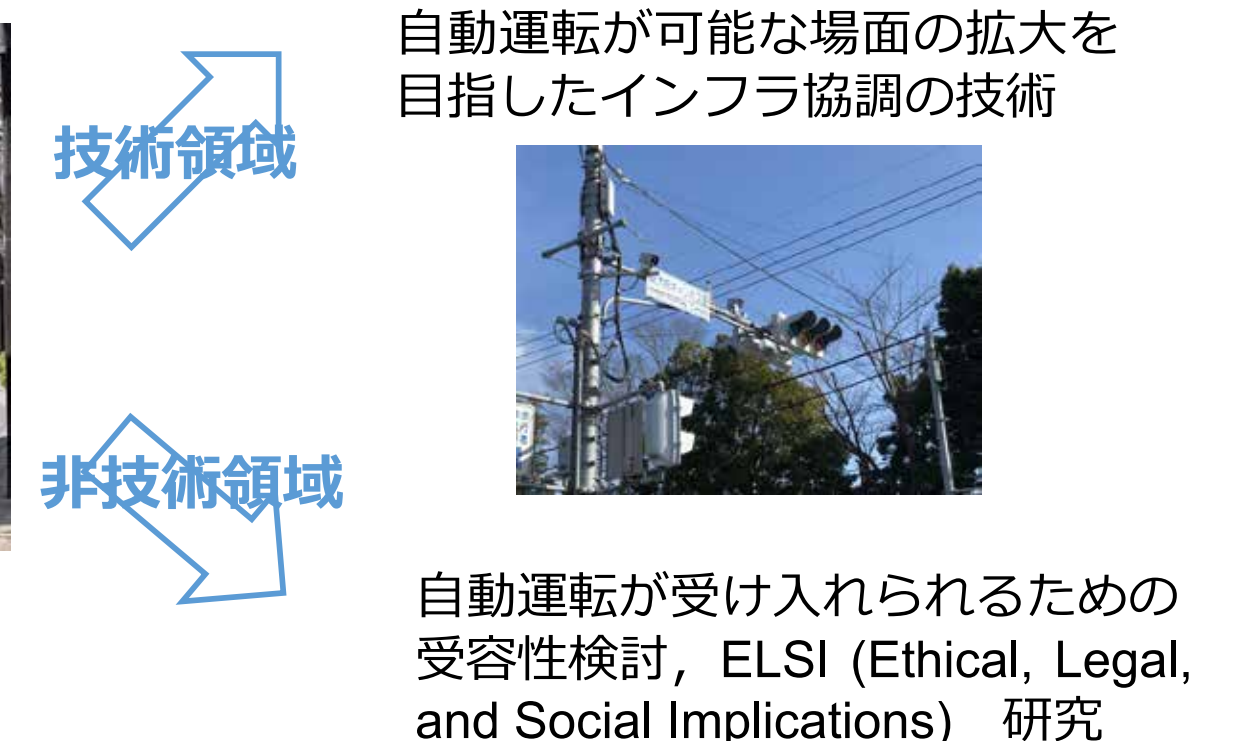 自動運転が可能な場面の拡大を
目指したインフラ協調の技術
技術領域
非技術領域
自動運転が受け入れられるための
受容性検討，ELSI (Ethical, Legal,
and Social Implications)　研究